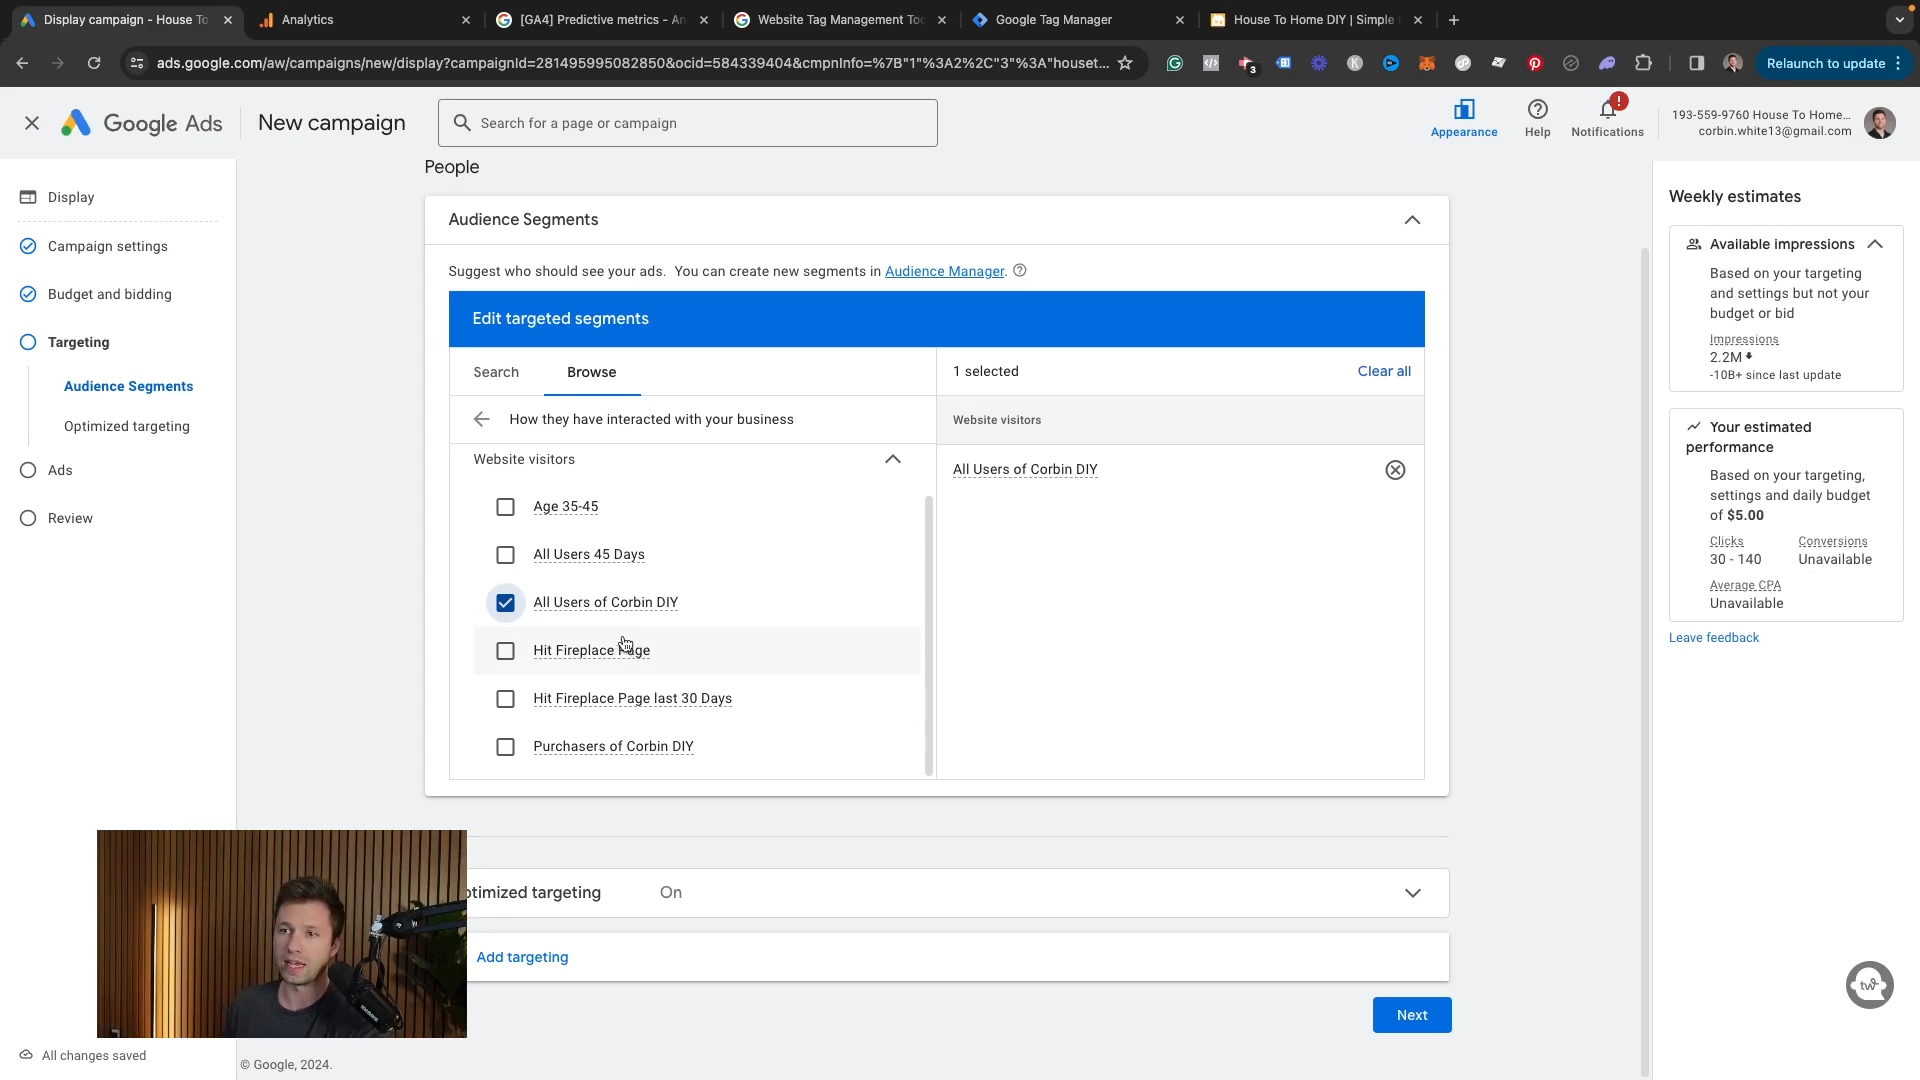 Display campaign - House To
Analytics
[GA4] Predictive metrics - An
Website Tag Management Too
Google Tag Manager
House To Home DIY | Simple
ads.google.com/aw/campaigns/new/display?campaignId=281495995082850&ocid=584339404&cmpnInfo=%7B"1"%3A2%2C"3"%3A"houset...
3
Relaunch to update
Google Ads
New campaign
Search for a page or campaign
Appearance
Help
Notifications
193-559-9760 House To Home...
corbin.white13@gmail.com
Display
Campaign settings
Budget and bidding
Targeting
Audience Segments
Optimized targeting
Ads
Review
People
Audience Segments
Suggest who should see your ads. You can create new segments in Audience Manager.
Edit targeted segments
Search
Browse
1 selected
Clear all
How they have interacted with your business
Website visitors
Website visitors
All Users of Corbin DIY
Age 35-45
All Users 45 Days
All Users of Corbin DIY
Hit Fireplace Page
Hit Fireplace Page last 30 Days
Purchasers of Corbin DIY
ptimized targeting
On
Add targeting
Next
Weekly estimates
Available impressions
Based on your targeting
and settings but not your
budget or bid
Impressions
2.2M
-10B+ since last update
Your estimated
performance
Based on your targeting,
settings and daily budget
of $5.00
Clicks
30 - 140
Conversions
Unavailable
Average CPA
Unavailable
Leave feedback
tw
All changes saved
© Google, 2024.